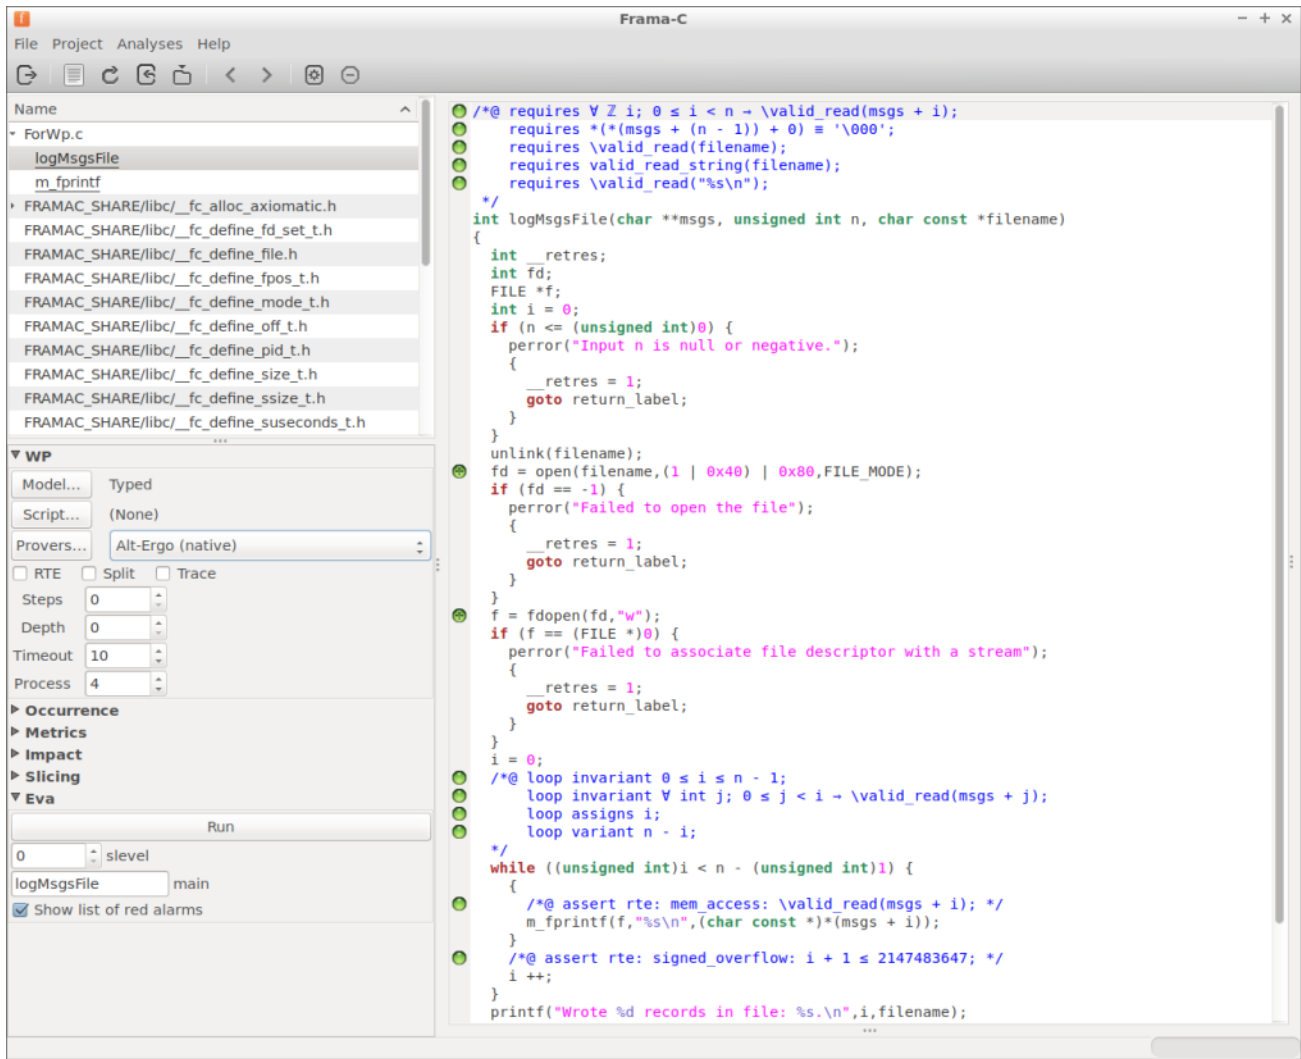 Frama-C
File Project Analyses Help
Name
ForWp.c
logMsgsFile
m_fprintf
FRAMAC_SHARE/libc/__fc_alloc_axiomatic.h
FRAMAC_SHARE/libc/__fc_define_fd_set_t.h
FRAMAC_SHARE/libc/__fc_define_file.h
FRAMAC_SHARE/libc/__fc_define_fpos_t.h
FRAMAC_SHARE/libc/__fc_define_mode_t.h
FRAMAC_SHARE/libc/__fc_define_off_t.h
FRAMAC_SHARE/libc/__fc_define_pid_t.h
FRAMAC_SHARE/libc/__fc_define_size_t.h
FRAMAC_SHARE/libc/__fc_define_ssize_t.h
FRAMAC_SHARE/libc/__fc_define_suseconds_t.h
WP
Model... Typed
Script... (None)
Provers... Alt-Ergo (native)
RTE Split Trace
Steps 0
Depth 0
Timeout 10
Process 4
Occurrence
Metrics
Impact
Slicing
Eva
Run
0 slevel
logMsgsFile main
Show list of red alarms
/*@ requires ∀ ℤ i; 0 ≤ i < n → \valid_read(msgs + i);
requires *(*(msgs + (n - 1)) + 0) ≡ '\000';
requires \valid_read(filename);
requires valid_read_string(filename);
requires \valid_read("%s\n");
*/
int logMsgsFile(char **msgs, unsigned int n, char const *filename)
{
int __retres;
int fd;
FILE *f;
int i = 0;
if (n <= (unsigned int)0) {
perror("Input n is null or negative.");
{
__retres = 1;
goto return_label;
}
}
unlink(filename);
fd = open(filename,(1 | 0x40) | 0x80,FILE_MODE);
if (fd == -1) {
perror("Failed to open the file");
{
__retres = 1;
goto return_label;
}
}
f = fdopen(fd,"w");
if (f == (FILE *)0) {
perror("Failed to associate file descriptor with a stream");
{
__retres = 1;
goto return_label;
}
}
i = 0;
/*@ loop invariant 0 ≤ i ≤ n - 1;
loop invariant ∀ int j; 0 ≤ j < i → \valid_read(msgs + j);
loop assigns i;
loop variant n - i;
*/
while ((unsigned int)i < n - (unsigned int)1) {
{
/*@ assert rte: mem_access: \valid_read(msgs + i); */
m_fprintf(f,"%s\n",(char const *)*(msgs + i));
}
/*@ assert rte: signed_overflow: i + 1 ≤ 2147483647; */
i ++;
}
printf("Wrote %d records in file: %s.\n",i,filename);